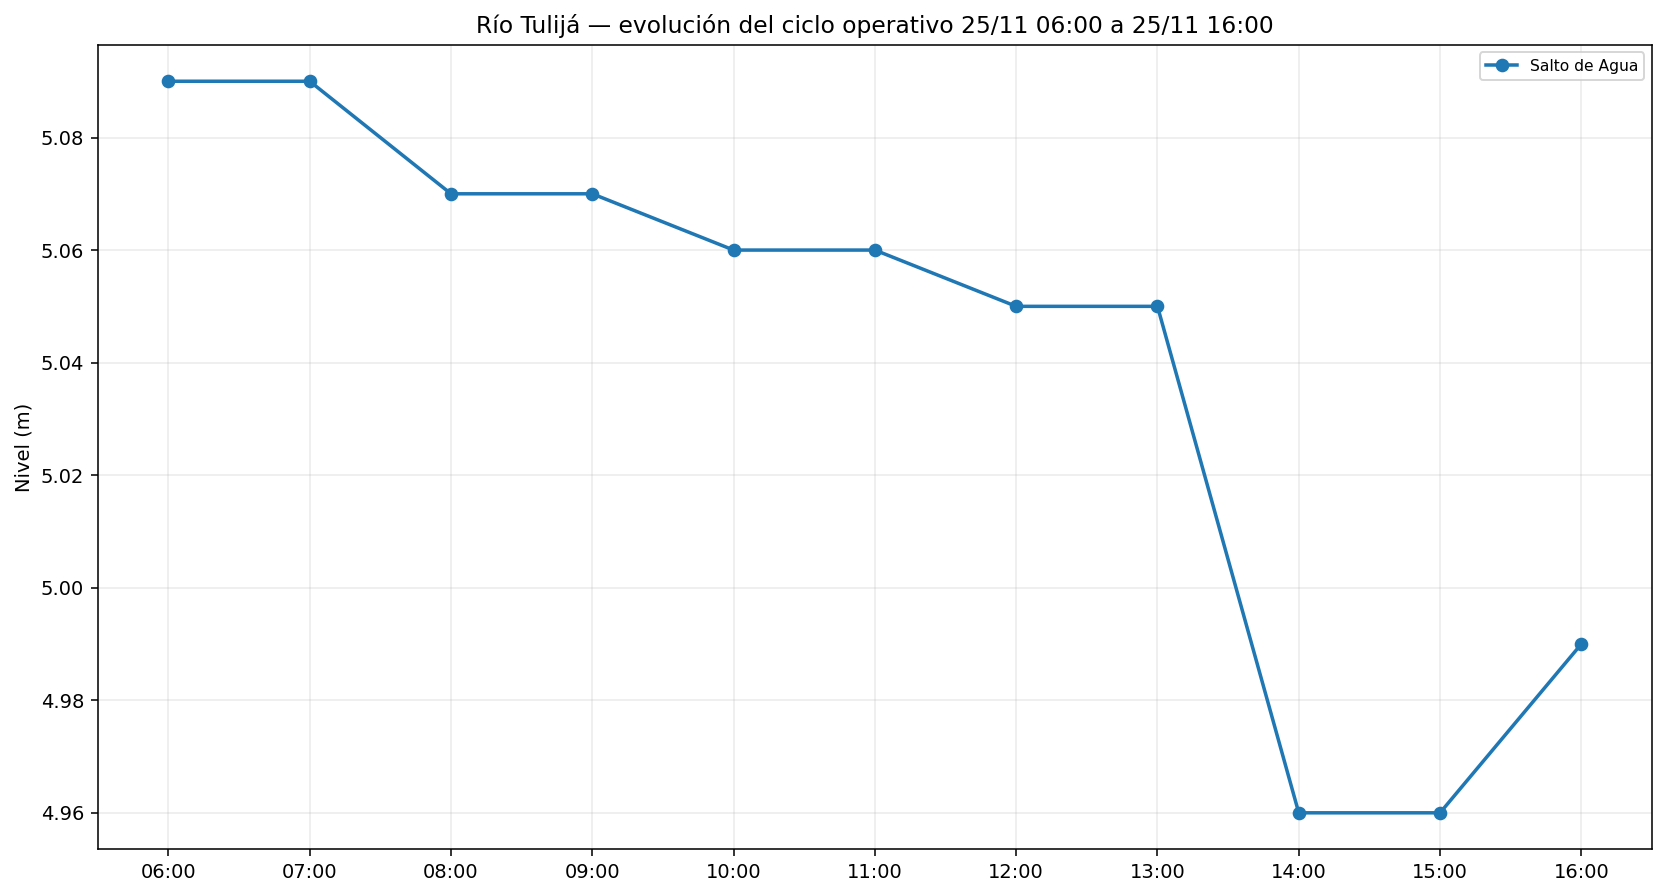 Río Tulijá — evolución del ciclo operativo 25/11 06:00 a 25/11 16:00
Salto de Agua
Nivel (m)
5.08
5.06
5.04
5.02
5.00
4.98
4.96
06:00 07:00 08:00 09:00 10:00 11:00 12:00 13:00 14:00 15:00 16:00